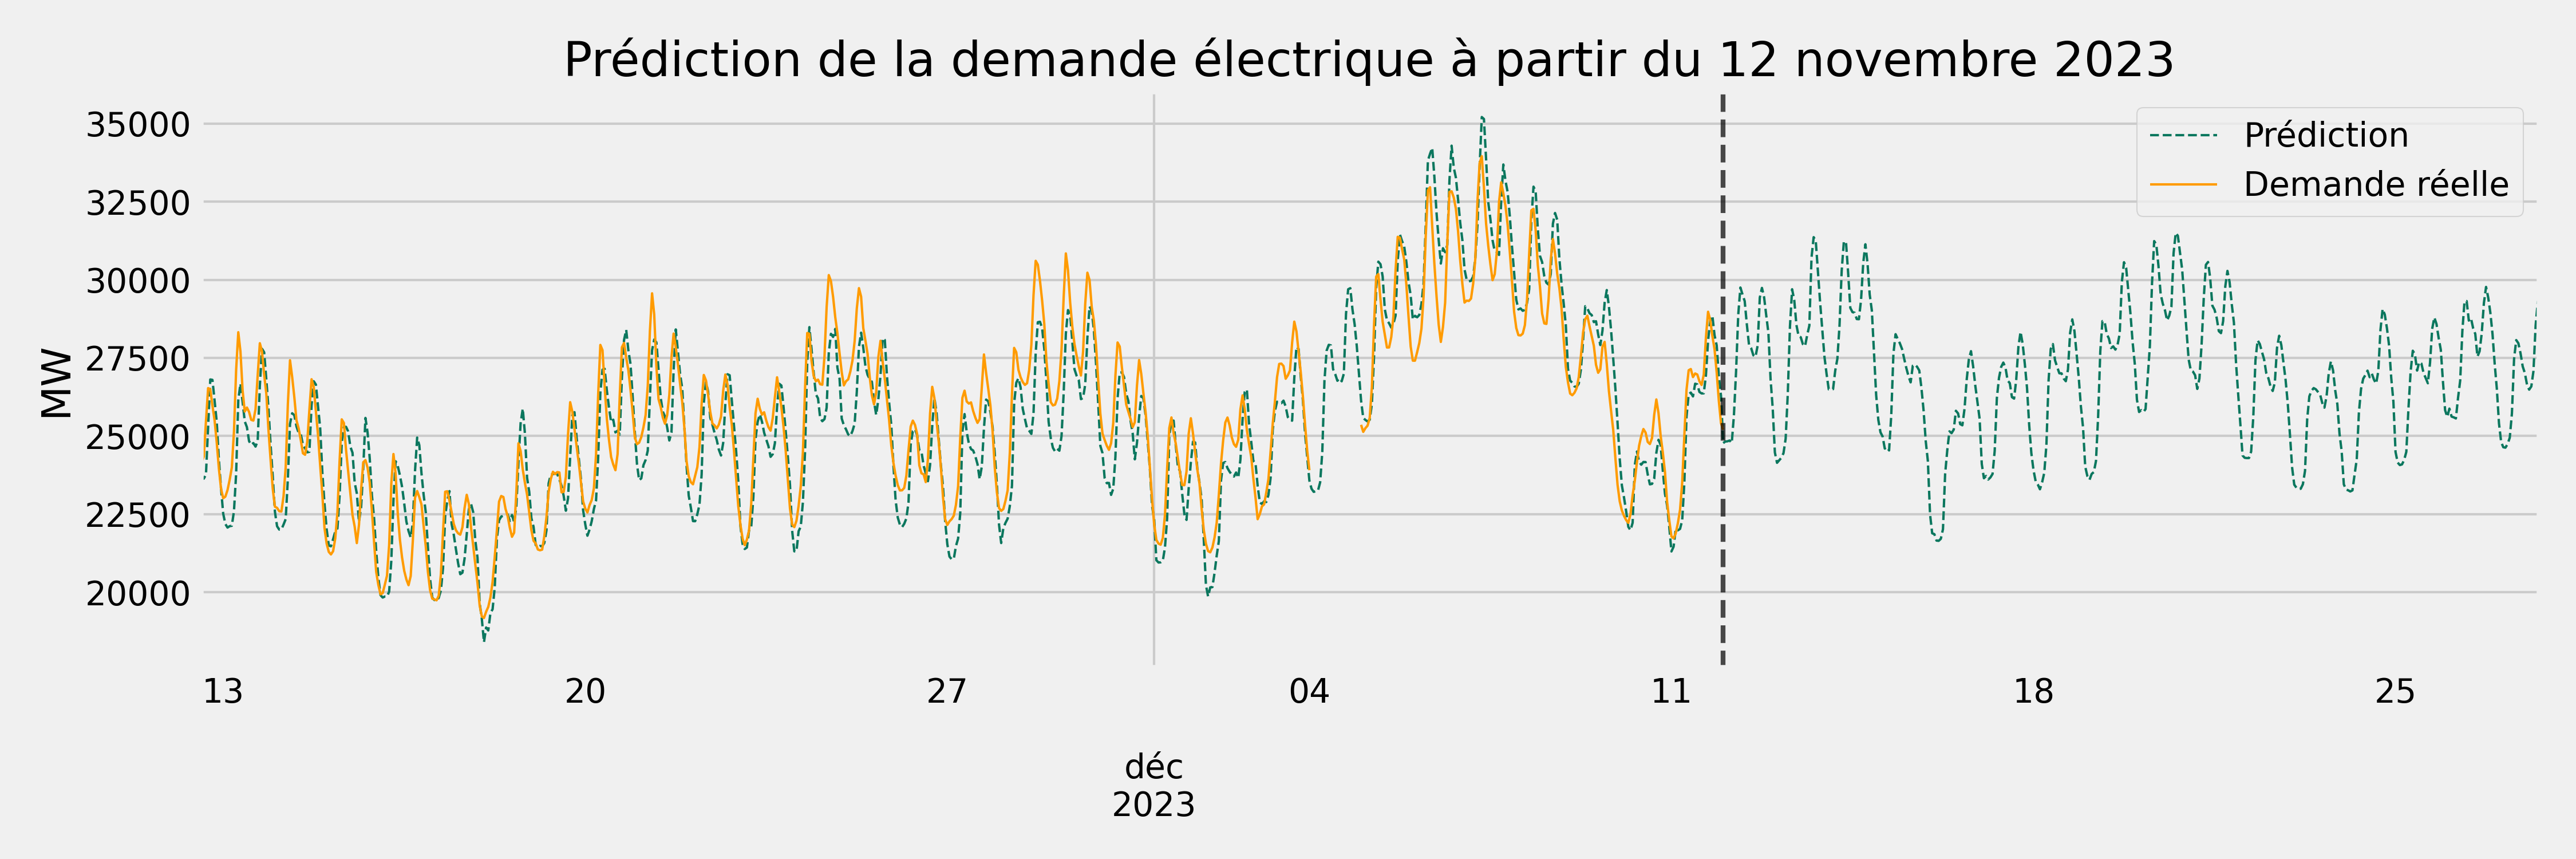 Prédiction de la demande électrique à partir du 12 novembre 2023
Prédiction
Demande réelle
MW
35000
32500
30000
27500
25000
22500
20000
13 20 27 04 11 18 25
déc
2023